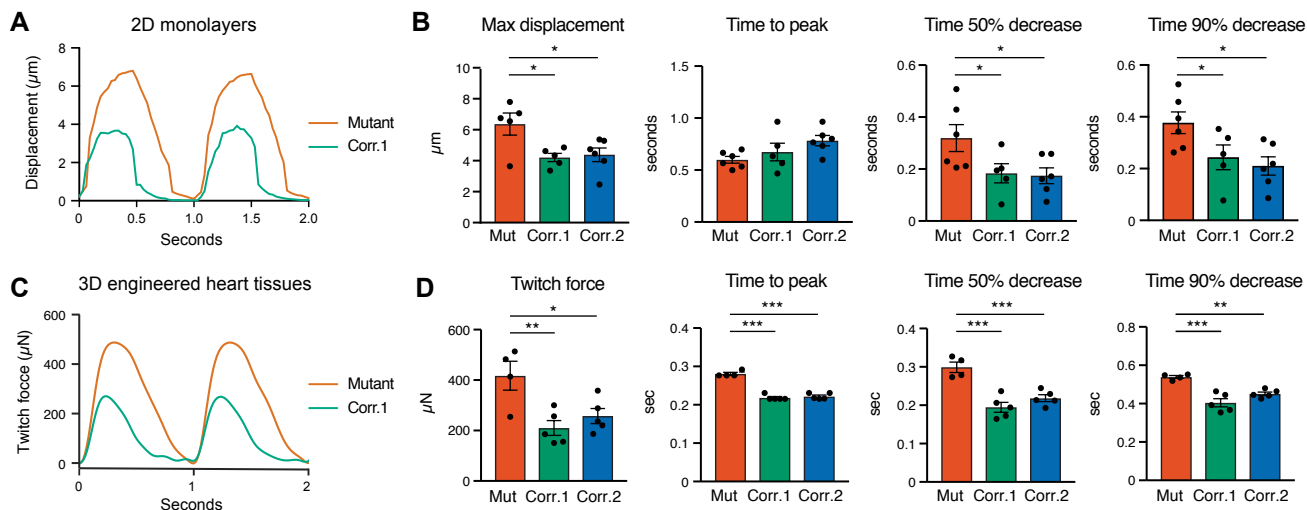 A
2D monolayers
Displacement (µm)
8
6
4
2
0
0
0.5
1.0
1.5
2.0
Seconds
Mutant
Corr.1
B
Max displacement
µm
10
8
6
4
2
0
*
*
Mut
Corr.1
Corr.2
Time to peak
seconds
1.5
1.0
0.5
0
Time 50% decrease
seconds
0.6
0.4
0.2
0
*
*
Mut
Corr.1
Corr.2
Time 90% decrease
seconds
0.6
0.4
0.2
0
*
*
Mut
Corr.1
Corr.2
C
3D engineered heart tissues
Twitch focce (µN)
600
400
200
0
0
1
2
Seconds
Mutant
Corr.1
D
Twitch force
µN
600
400
200
0
*
**
Mut
Corr.1
Corr.2
Time to peak
sec
0.4
0.3
0.2
0.1
0
***
***
Mut
Corr.1
Corr.2
Time 50% decrease
sec
0.4
0.3
0.2
0.1
0
***
***
Mut
Corr.1
Corr.2
Time 90% decrease
sec
0.8
0.6
0.4
0.2
0
**
***
Mut
Corr.1
Corr.2